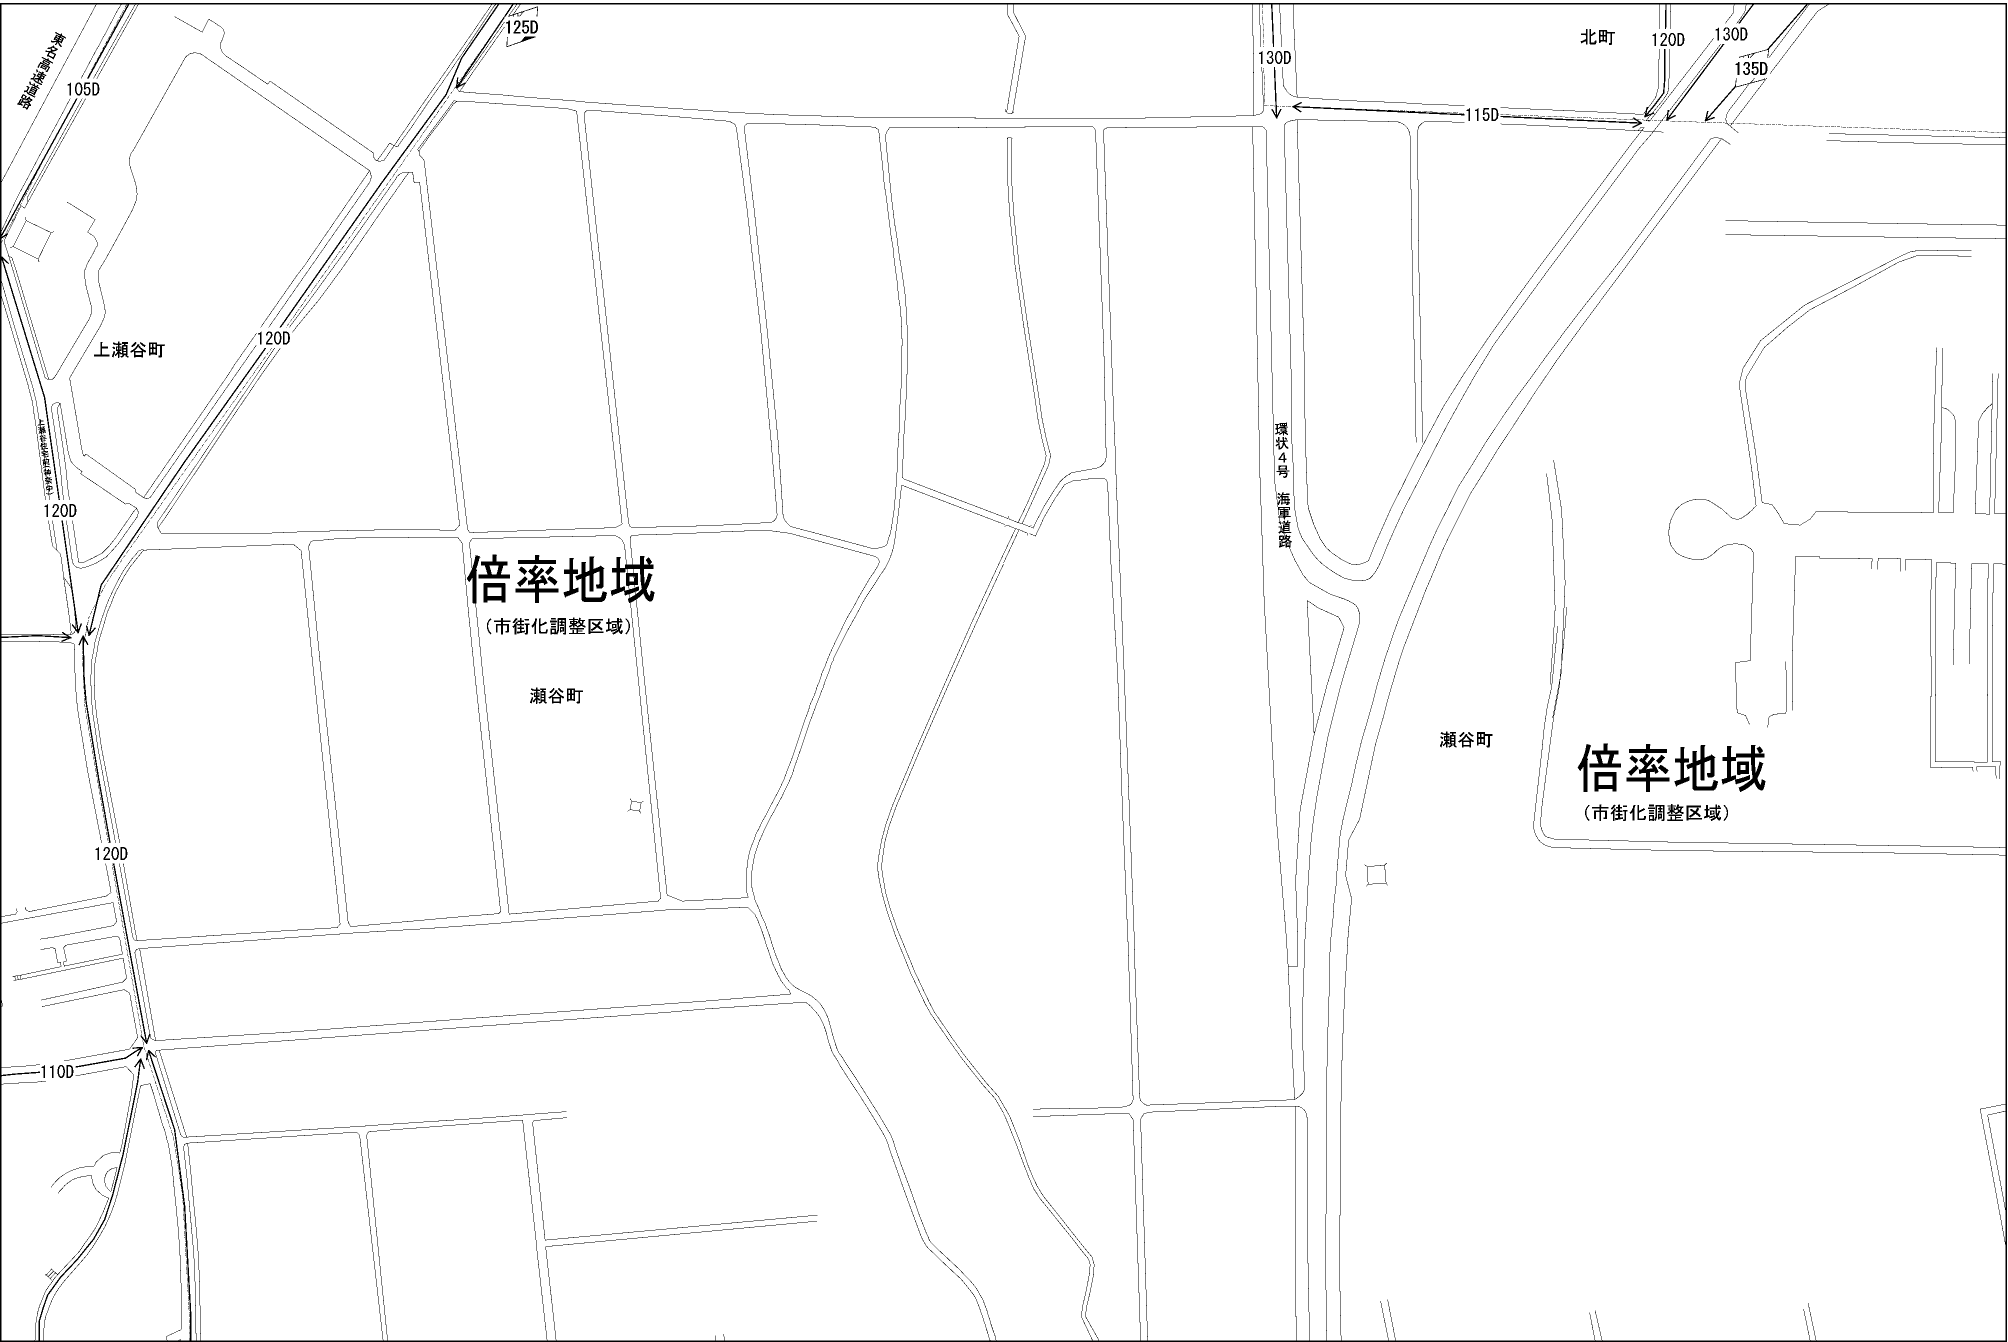 125D
130D
北町
120D
130D
東名高速道路
105D
135D
115D
120D
上瀬谷町
環状4号 海軍道路
120D
倍率地域
(市街化調整区域)
瀬谷町
瀬谷町
倍率地域
(市街化調整区域)
120D
110D